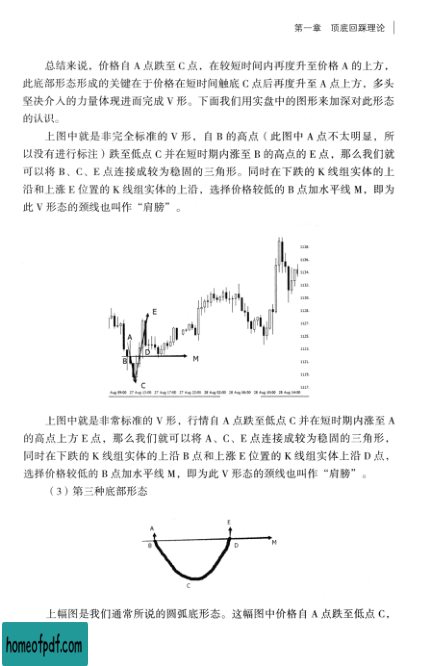 第一章 顶底回踩理论
总结来说，价格自 A 点跌至 C 点，在较短时间内再度升至价格 A 的上方，
此底部形态形成的关键在于价格在短时间触底 C 点后再度升至 A 点上方，多头
坚决介入的力量体现进而完成 V 形。下面我们用实盘中的图形来加深对此形态
的认识。
上图中就是非完全标准的 V 形，自 B 的高点（此图中 A 点不太明显，所
以没有进行标注）跌至低点 C 并在短时期内涨至 B 的高点的 E 点，那么我们就
可以将 B、C、E 点连接成较为稳固的三角形。同时在下跌的 K 线组实体的上
沿和上涨 E 位置的 K 线组实体的上沿，选择价格较低的 B 点加水平线 M，即为
此 V 形态的颈线也叫作“肩膀”。
E
A
B
D
M
C
上图中就是非常标准的 V 形，行情自 A 点跌至低点 C 并在短时期内涨至 A
的高点上方 E 点，那么我们就可以将 A、C、E 点连接成较为稳固的三角形，
同时在下跌的 K 线组实体的上沿 B 点和上涨 E 位置的 K 线组实体上沿 D 点，
选择价格较低的 B 点加水平线 M，即为此 V 形态的颈线也叫作“肩膀”。
（3）第三种底部形态
A
E
B
D
M
C
上幅图是我们通常所说的圆弧底形态。这幅图中价格自 A 点跌至低点 C，
homeofpdf.com